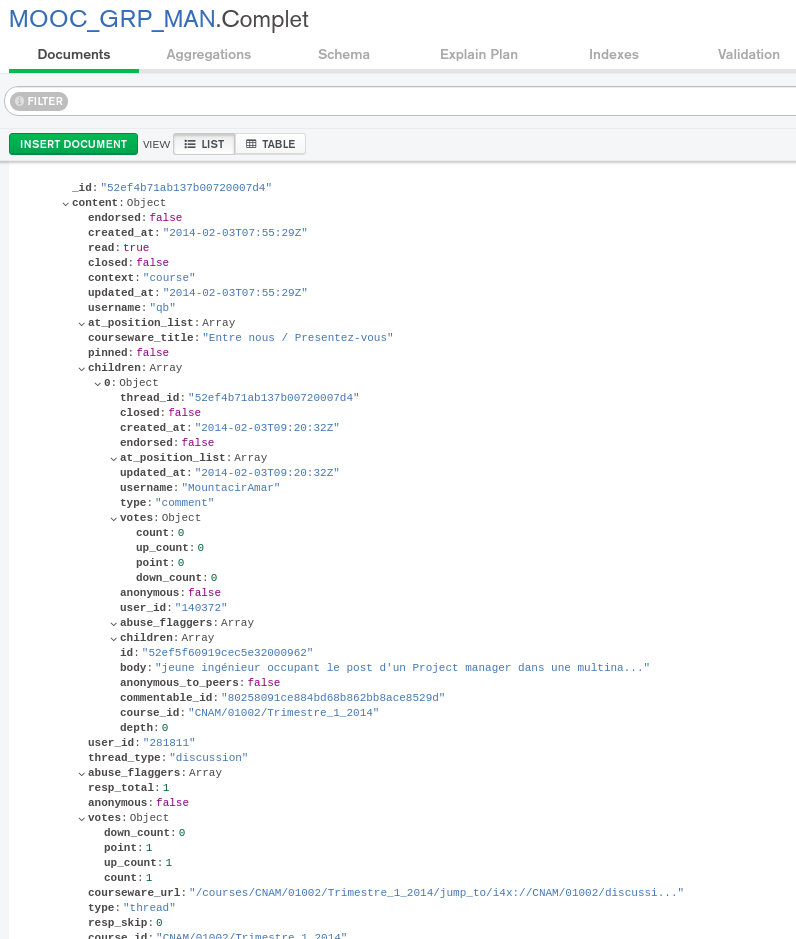 MOOC_GRP_MAN.Complet
Documents Aggregations Schema Explain Plan Indexes Validation
FILTER
INSERT DOCUMENT VIEW LIST TABLE
_id:"52ef4b71ab137b00720007d4"
content:Object
endorsed:false
created_at:"2014-02-03T07:55:29Z"
read:true
closed:false
context:"course"
updated_at:"2014-02-03T07:55:29Z"
username:"qb"
at_position_list:Array
courseware_title:"Entre nous / Presentez-vous"
pinned:false
children:Array
0:Object
thread_id:"52ef4b71ab137b00720007d4"
closed:false
created_at:"2014-02-03T09:20:32Z"
endorsed:false
at_position_list:Array
updated_at:"2014-02-03T09:20:32Z"
username:"MountacirAmar"
type:"comment"
votes:Object
count:0
up_count:0
point:0
down_count:0
anonymous:false
user_id:"140372"
abuse_flaggers:Array
children:Array
id:"52ef5f60919cec5e32000962"
body:"jeune ingénieur occupant le post d'un Project manager dans une multina..."
anonymous_to_peers:false
commentable_id:"80258091ce884bd68b862bb8ace8529d"
course_id:"CNAM/01002/Trimestre_1_2014"
depth:0
user_id:"281811"
thread_type:"discussion"
abuse_flaggers:Array
resp_total:1
anonymous:false
votes:Object
down_count:0
point:1
up_count:1
count:1
courseware_url:"/courses/CNAM/01002/Trimestre_1_2014/jump_to/i4x://CNAM/01002/discussi..."
type:"thread"
resp_skip:0
course_id:"CNAM/01002/Trimestre_1_2014"